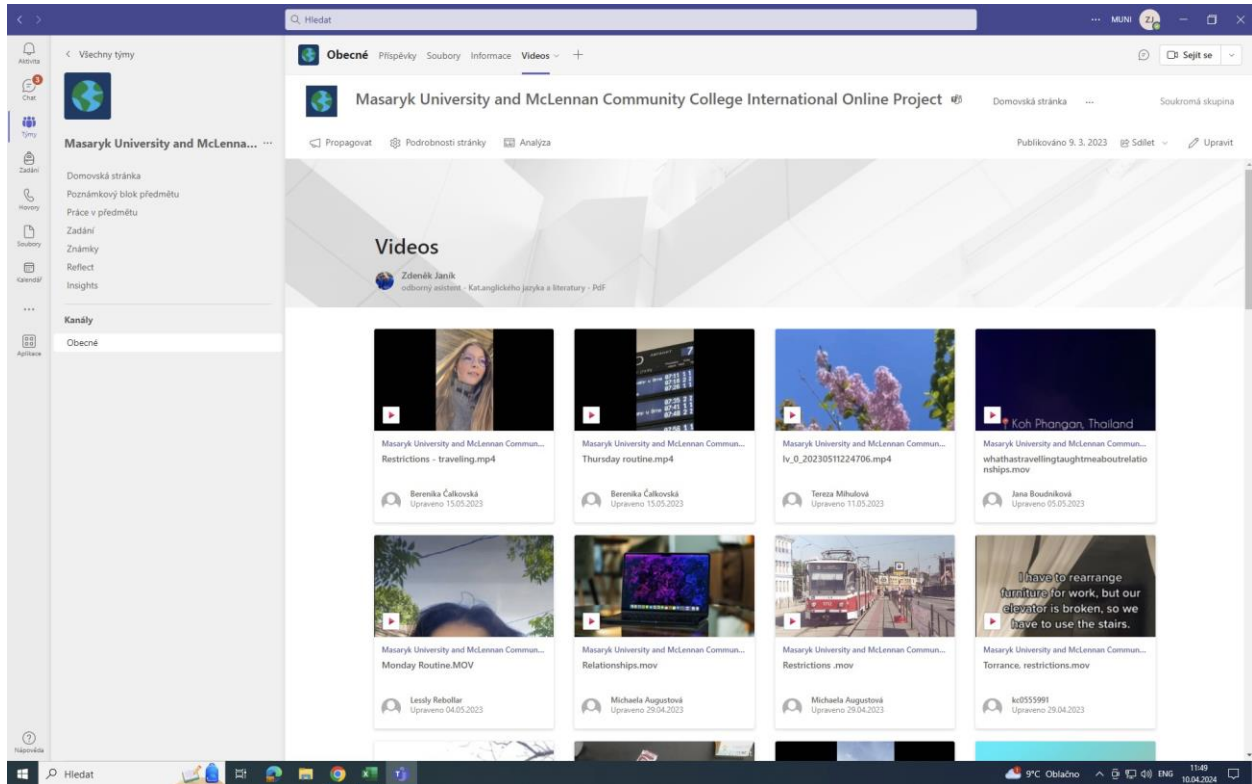 Hledat
MUNI
ZJ
Aktivita
Chat
3
Týmy
Zadání
Hovory
Soubory
Kalendář
Aplikace
Nápověda
Všechny týmy
Masaryk University and McLenna...
Domovská stránka
Poznámkový blok předmětu
Práce v předmětu
Zadání
Známky
Reflect
Insights
Kanály
Obecné
Obecné Příspěvky Soubory Informace Videos
Sejít se
Masaryk University and McLennan Community College International Online Project
Domovská stránka
Soukromá skupina
Propagovat Podrobnosti stránky Analýza
Publikováno 9. 3. 2023 Sdílet Upravit
Videos
Zdeněk Janík
odborný asistent - Kat.anglického jazyka a literatury - PdF
Koh Phangan, Thailand
Masaryk University and McLennan Commun...
Restrictions - traveling.mp4
Berenika Čalkovská
Upraveno 15.05.2023
Masaryk University and McLennan Commun...
Thursday routine.mp4
Berenika Čalkovská
Upraveno 15.05.2023
Masaryk University and McLennan Commun...
lv_0_20230511224706.mp4
Tereza Mihulová
Upraveno 11.05.2023
Masaryk University and McLennan Commun...
whathastravellingtaughtmeaboutrelatio
nships.mov
Jana Boudníková
Upraveno 05.05.2023
I have to rearrange
furniture for work, but our
elevator is broken, so we
have to use the stairs.
Masaryk University and McLennan Commun...
Monday Routine.MOV
Lessly Rebollar
Upraveno 04.05.2023
Masaryk University and McLennan Commun...
Relationships.mov
Michaela Augustová
Upraveno 29.04.2023
Masaryk University and McLennan Commun...
Restrictions .mov
Michaela Augustová
Upraveno 29.04.2023
Masaryk University and McLennan Commun...
Torrance. restrictions.mov
kc0555991
Upraveno 29.04.2023
Hledat
9°C Oblačno
ENG
11:49
10.04.2024